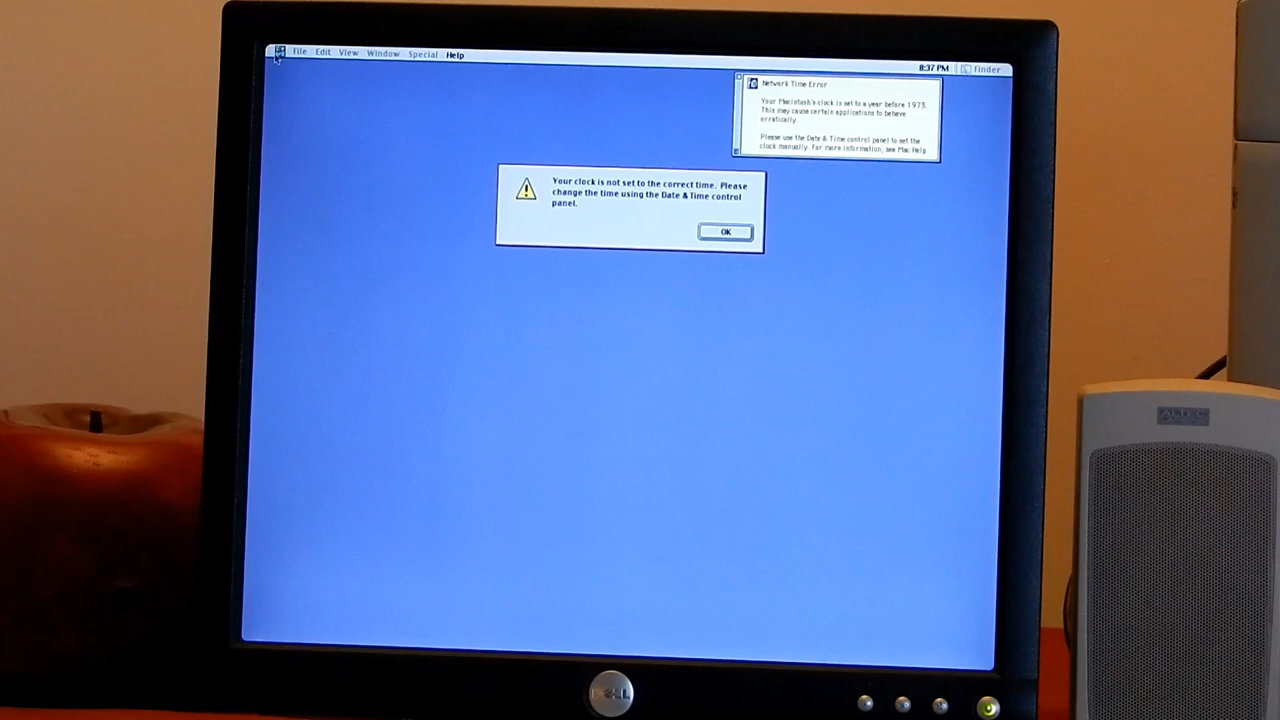 File Edit View Window Special Help
8:37 PM Finder
Network Time Error
Your Macintosh's clock is set to a year before 1973.
This may cause certain applications to behave
erratically.
Please use the Date & Time control panel to set the
clock manually. For more information, see Mac Help.
Your clock is not set to the correct time. Please
change the time using the Date & Time control
panel.
OK
DELL
ALTEC